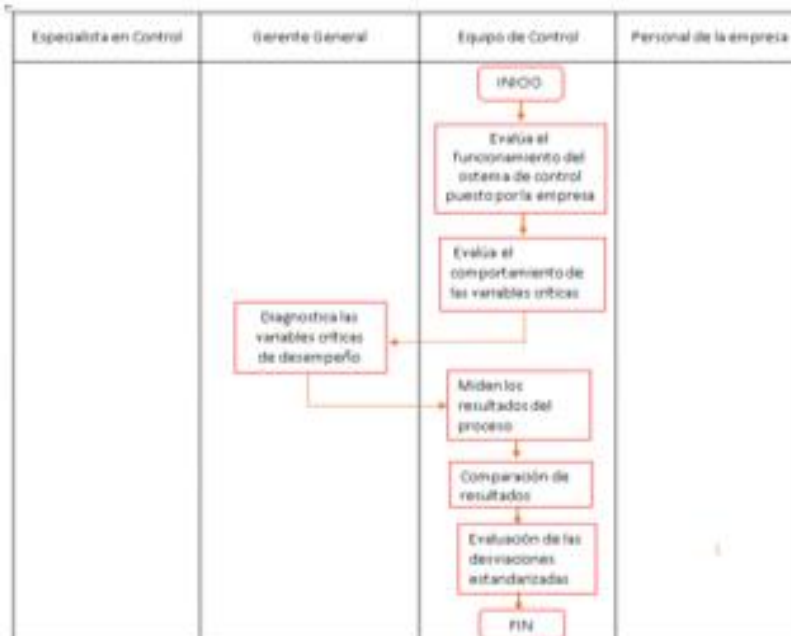 Especialista en Control
Gerente General
Equipo de Control
Personal de la empresa
INICIO
Evalúa el
funcionamiento del
sistema de control
puesto por la empresa
Evalúa el
comportamiento de
las variables críticas
Diagnostica las
variables críticas
de desempeño
Miden los
resultados del
proceso
Comparación de
resultados
Evaluación de las
desviaciones
estandarizadas
FIN